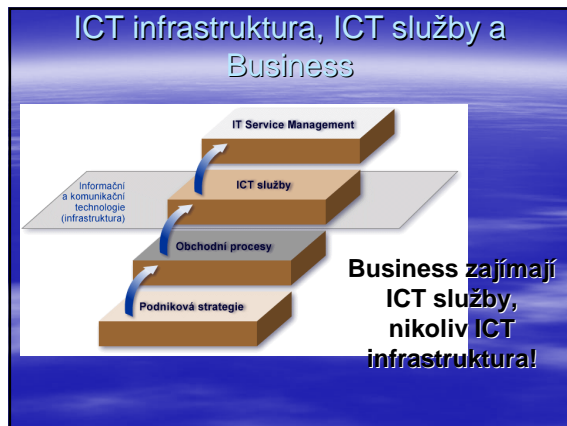 ICT infrastruktura, ICT služby a
Business
IT Service Management
Informační
a komunikační
technologie
(infrastruktura)
ICT služby
Obchodní procesy
Podniková strategie
Business zajímají
ICT služby,
nikoliv ICT
infrastruktura!